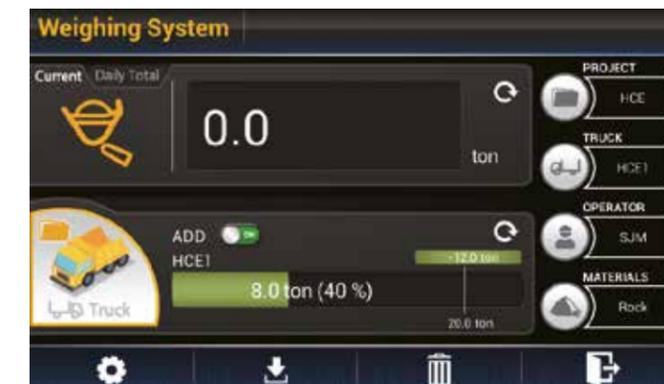 Weighing System
Current Daily Total
0.0
ton
ADD ON
HCE1
-12.0 ton
8.0 ton (40 %)
20.0 ton
Truck
PROJECT
HCE
TRUCK
HCE1
OPERATOR
SJM
MATERIALS
Rock